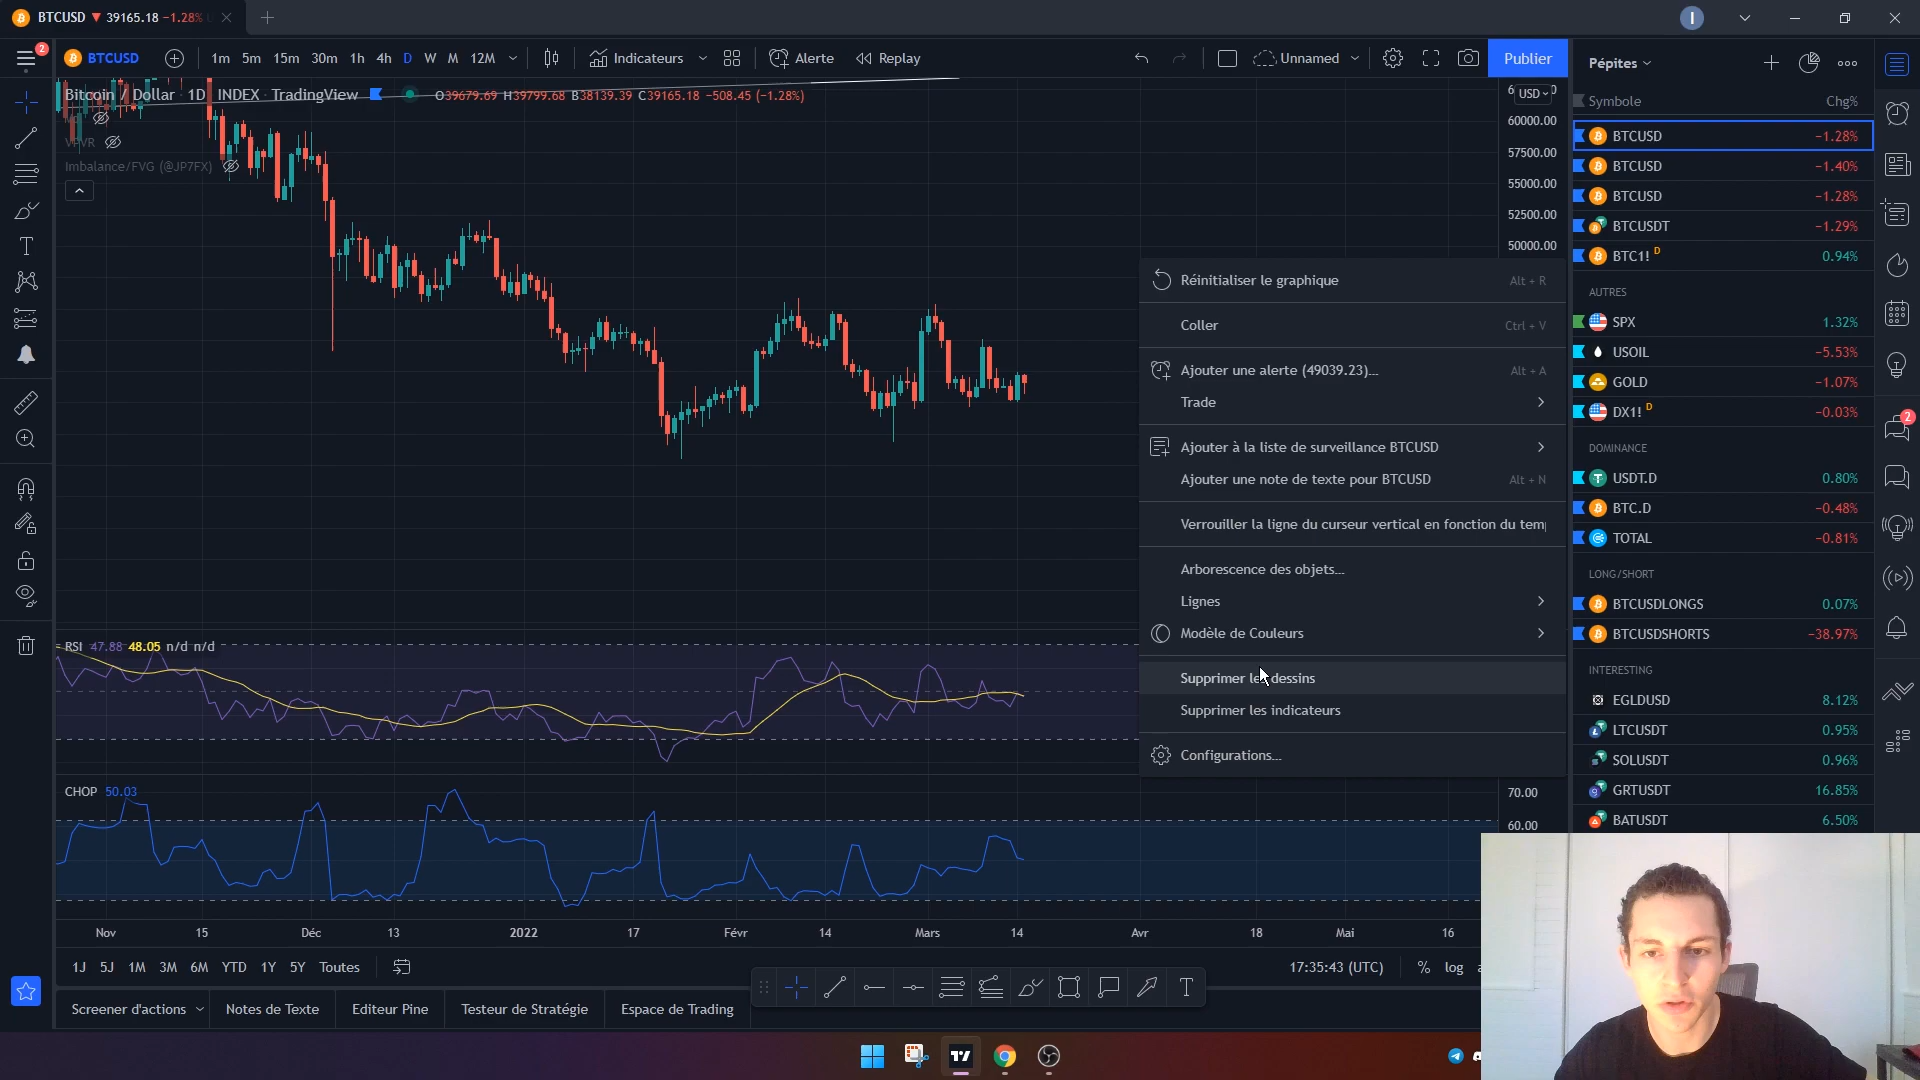 BTCUSD ▼ 39165.18 −1.28%
I
2
BTCUSD
1m 5m 15m 30m 1h 4h D W M 12M
Indicateurs
Alerte
Replay
Unnamed
Publier
Bitcoin / Dollar · 1D · INDEX · TradingView
O39679.69 H39799.68 B38139.39 C39165.18 −508.45 (−1.28%)
VPVR
Imbalance/FVG (@JP7FX)
USD
60000.00
57500.00
55000.00
52500.00
50000.00
Réinitialiser le graphique Alt + R
Coller Ctrl + V
Ajouter une alerte (49039.23)... Alt + A
Trade
Ajouter à la liste de surveillance BTCUSD
Ajouter une note de texte pour BTCUSD Alt + N
Verrouiller la ligne du curseur vertical en fonction du tem
Arborescence des objets...
Lignes
Modèle de Couleurs
Supprimer les dessins
Supprimer les indicateurs
Configurations...
RSI 47.88 48.05 n/d n/d
CHOP 50.03
70.00
60.00
Nov 15 Déc 13 2022 17 Févr 14 Mars 14 Avr 18 Mai 16
1J 5J 1M 3M 6M YTD 1Y 5Y Toutes
17:35:43 (UTC) % log
Screener d'actions
Notes de Texte
Editeur Pine
Testeur de Stratégie
Espace de Trading
Pépites
Symbole Chg%
BTCUSD −1.28%
BTCUSD −1.40%
BTCUSD −1.28%
BTCUSDT −1.29%
BTC1! D 0.94%
AUTRES
SPX 1.32%
USOIL −5.53%
GOLD −1.07%
DX1! D −0.03%
DOMINANCE
USDT.D 0.80%
BTC.D −0.48%
TOTAL −0.81%
LONG/SHORT
BTCUSDLONGS 0.07%
BTCUSDSHORTS −38.97%
INTERESTING
EGLDUSD 8.12%
LTCUSDT 0.95%
SOLUSDT 0.96%
GRTUSDT 16.85%
BATUSDT 6.50%
2